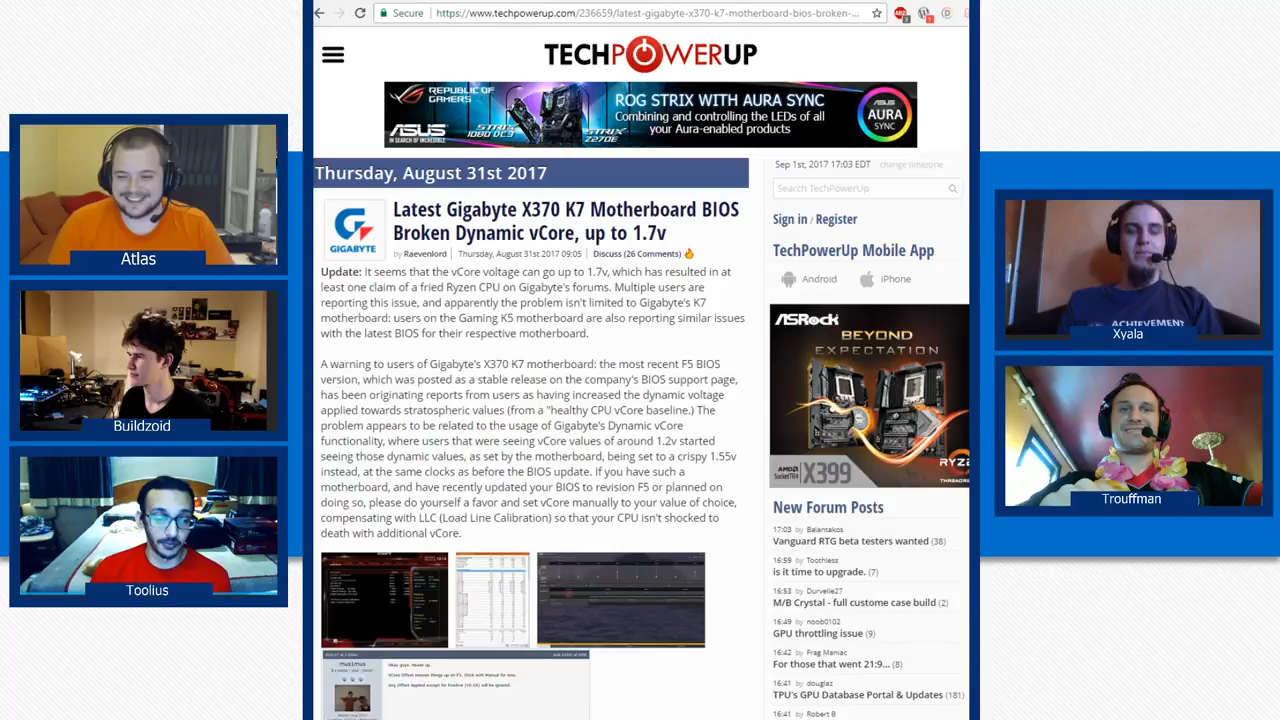 Secure
https://www.techpowerup.com/236659/latest-gigabyte-x370-k7-motherboard-bios-broken-...
TECHPOWERUP
REPUBLIC OF
GAMERS
ASUS
IN SEARCH OF INCREDIBLE
ROG STRIX WITH AURA SYNC
Combining and controlling the LEDs of all
your Aura-enabled products
ASUS
AURA
SYNC
Thursday, August 31st 2017
GIGABYTE
Latest Gigabyte X370 K7 Motherboard BIOS
Broken Dynamic vCore, up to 1.7v
by Raevenlord
Thursday, August 31st 2017 09:05
Discuss (26 Comments)
Update: It seems that the vCore voltage can go up to 1.7v, which has resulted in at
least one claim of a fried Ryzen CPU on Gigabyte's forums. Multiple users are
reporting this issue, and apparently the problem isn't limited to Gigabyte's K7
motherboard: users on the Gaming K5 motherboard are also reporting similar issues
with the latest BIOS for their respective motherboard.
A warning to users of Gigabyte's X370 K7 motherboard: the most recent F5 BIOS
version, which was posted as a stable release on the company's BIOS support page,
has been originating reports from users as having increased the dynamic voltage
applied towards stratospheric values (from a "healthy CPU vCore baseline.) The
problem appears to be related to the usage of Gigabyte's Dynamic vCore
functionality, where users that were seeing vCore values of around 1.2v started
seeing those dynamic values, as set by the motherboard, being set to a crispy 1.55v
instead, at the same clocks as before the BIOS update. If you have such a
motherboard, and have recently updated your BIOS to revision F5 or planned on
doing so, please do yourself a favor and set vCore manually to your value of choice,
compensating with LLC (Load Line Calibration) so that your CPU isn't shocked to
death with additional vCore.
Sep 1st, 2017 17:03 EDT change timezone
Search TechPowerUp
Sign in / Register
TechPowerUp Mobile App
Android
iPhone
ASRock
BEYOND
EXPECTATION
AMD
SocketTR4
X399
RYZE
New Forum Posts
17:03 by Balantakos
Vanguard RTG beta testers wanted (38)
16:59 by Toothless
is it time to upgrade. (7)
16:53 by Durvelle27
M/B Crystal - full custome case build (2)
16:49 by noob0102
GPU throttling issue (9)
16:42 by Frag Maniac
For those that went 21:9... (8)
16:41 by douglaz
TPU's GPU Database Portal & Updates (181)
16:41 by Robert B
Atlas
Buildzoid
Toolius
Xyala
ACHIEVEMENT
Trouffman